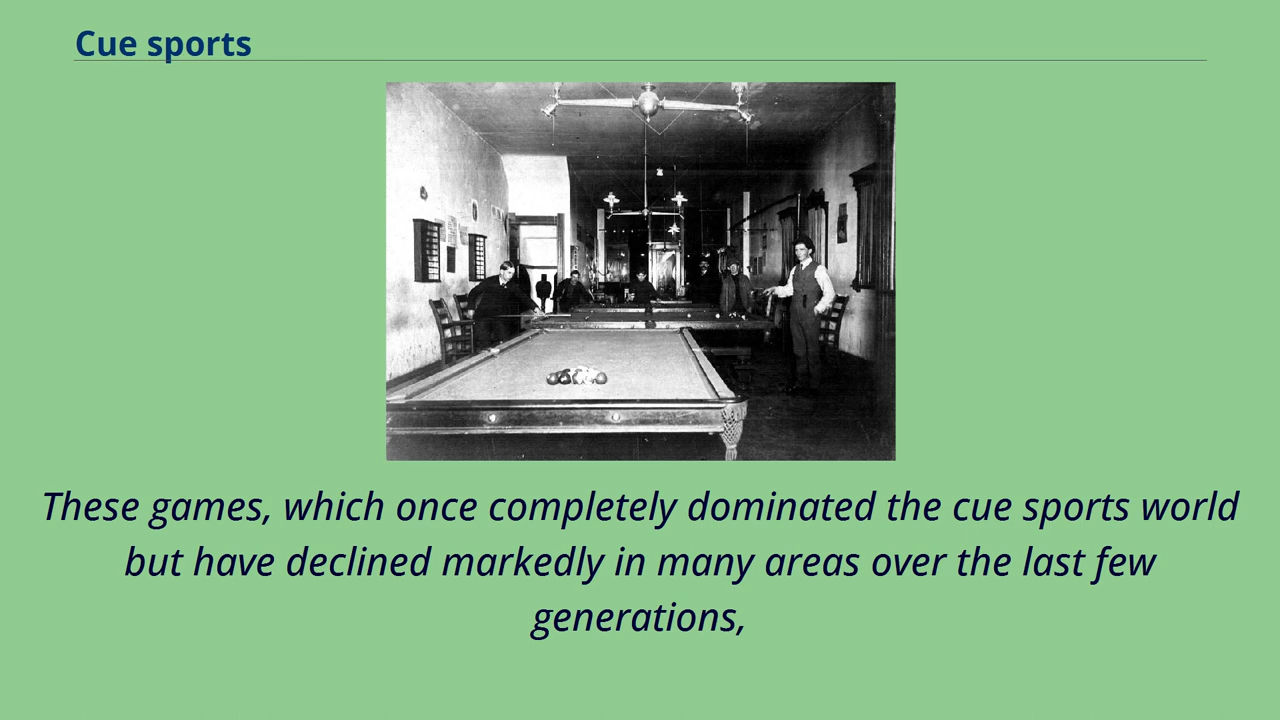 Cue sports
These games, which once completely dominated the cue sports world
but have declined markedly in many areas over the last few
generations,